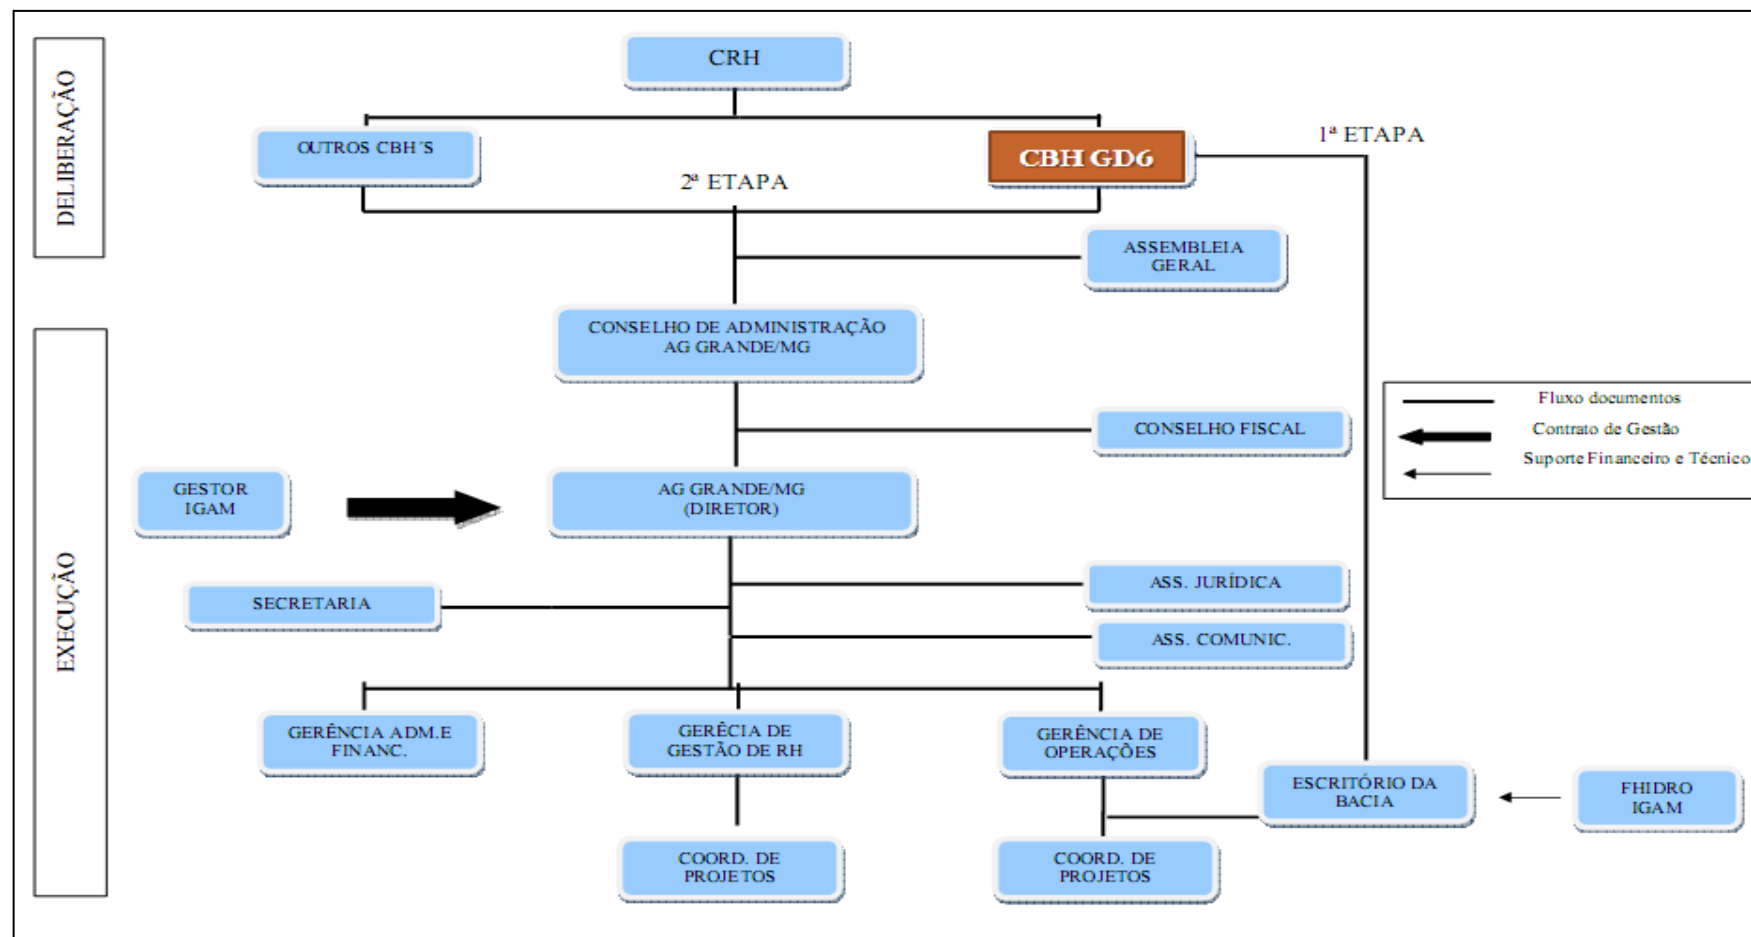 DELIBERAÇÃO
CRH
OUTROS CBH´S
CBH GD6
1ª ETAPA
2ª ETAPA
ASSEMBLEIA
GERAL
EXECUÇÃO
CONSELHO DE ADMINISTRAÇÃO
AG GRANDE/MG
Fluxo documentos
Contrato de Gestão
Suporte Financeiro e Técnico
CONSELHO FISCAL
GESTOR
IGAM
AG GRANDE/MG
(DIRETOR)
ASS. JURÍDICA
SECRETARIA
ASS. COMUNIC.
GERÊNCIA ADM.E
FINANC.
GERÊCIA DE
GESTÃO DE RH
GERÊNCIA DE
OPERAÇÕES
ESCRITÓRIO DA
BACIA
FHIDRO
IGAM
COORD. DE
PROJETOS
COORD. DE
PROJETOS